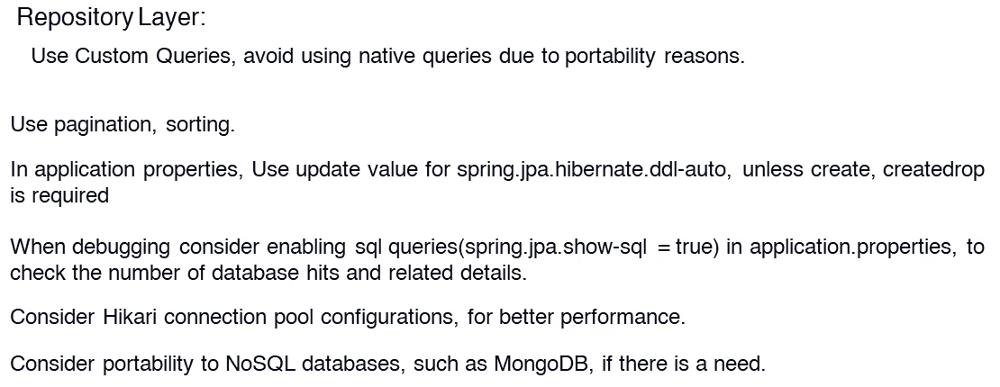 Repository Layer:
Use Custom Queries, avoid using native queries due to portability reasons.
Use pagination, sorting.
In application properties, Use update value for spring.jpa.hibernate.ddl-auto, unless create, createdrop
is required
When debugging consider enabling sql queries(spring.jpa.show-sql = true) in application.properties, to
check the number of database hits and related details.
Consider Hikari connection pool configurations, for better performance.
Consider portability to NoSQL databases, such as MongoDB, if there is a need.